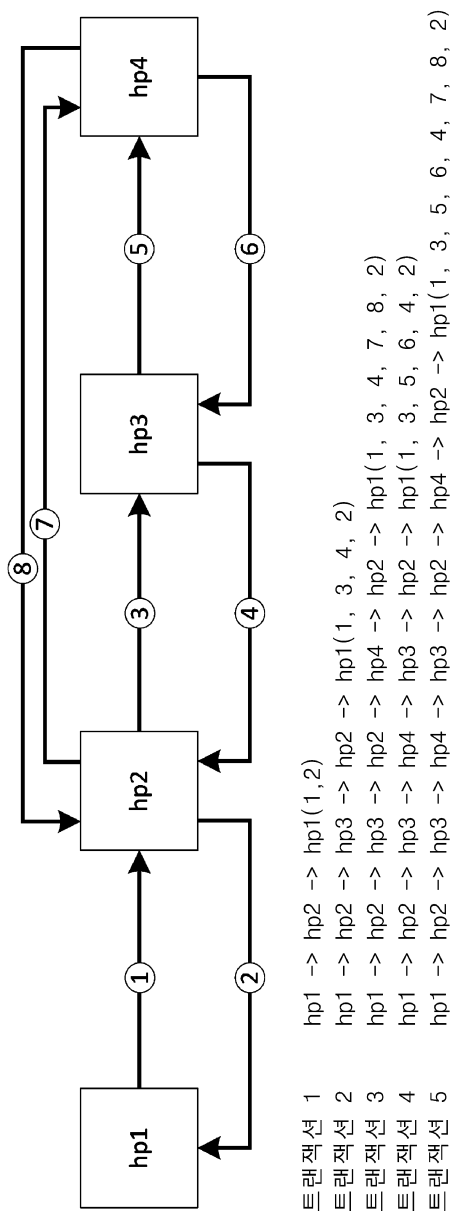 hp1
hp2
hp3
hp4
①
②
③
④
⑤
⑥
⑦
⑧
트랜잭션 1 hp1 -> hp2 -> hp1(1,2)
트랜잭션 2 hp1 -> hp2 -> hp3 -> hp2 -> hp1(1, 3, 4, 2)
트랜잭션 3 hp1 -> hp2 -> hp3 -> hp2 -> hp4 -> hp2 -> hp1(1, 3, 4, 7, 8, 2)
트랜잭션 4 hp1 -> hp2 -> hp3 -> hp4 -> hp3 -> hp2 -> hp1(1, 3, 5, 6, 4, 2)
트랜잭션 5 hp1 -> hp2 -> hp3 -> hp4 -> hp3 -> hp2 -> hp4 -> hp2 -> hp1(1, 3, 5, 6, 4, 7, 8, 2)